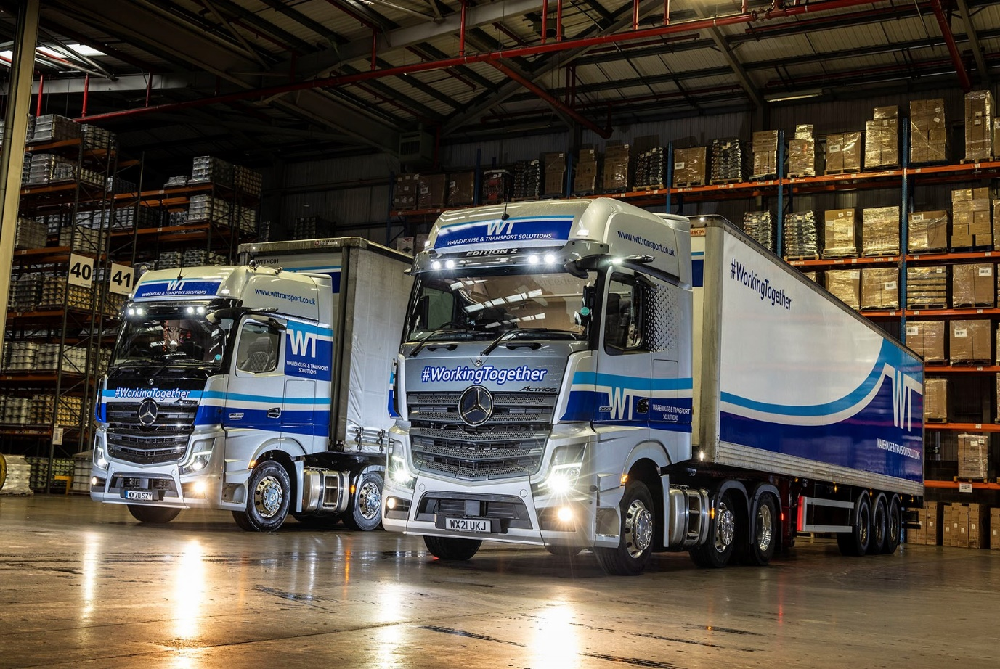 40
41
WT
WAREHOUSE & TRANSPORT SOLUTIONS
www.wttransport.co.uk
WTTHC01
WT
WAREHOUSE & TRANSPORT
SOLUTIONS
#WorkingTogether
WX70 SZY
WT
WAREHOUSE & TRANSPORT SOLUTIONS
EDITION 2
www.wttransport.co.uk
#WorkingTogether
ACTROS
WT
WAREHOUSE & TRANSPORT
SOLUTIONS
WX21 UKJ
#WorkingTogether
WT
WAREHOUSE & TRANSPORT SOLUTIONS